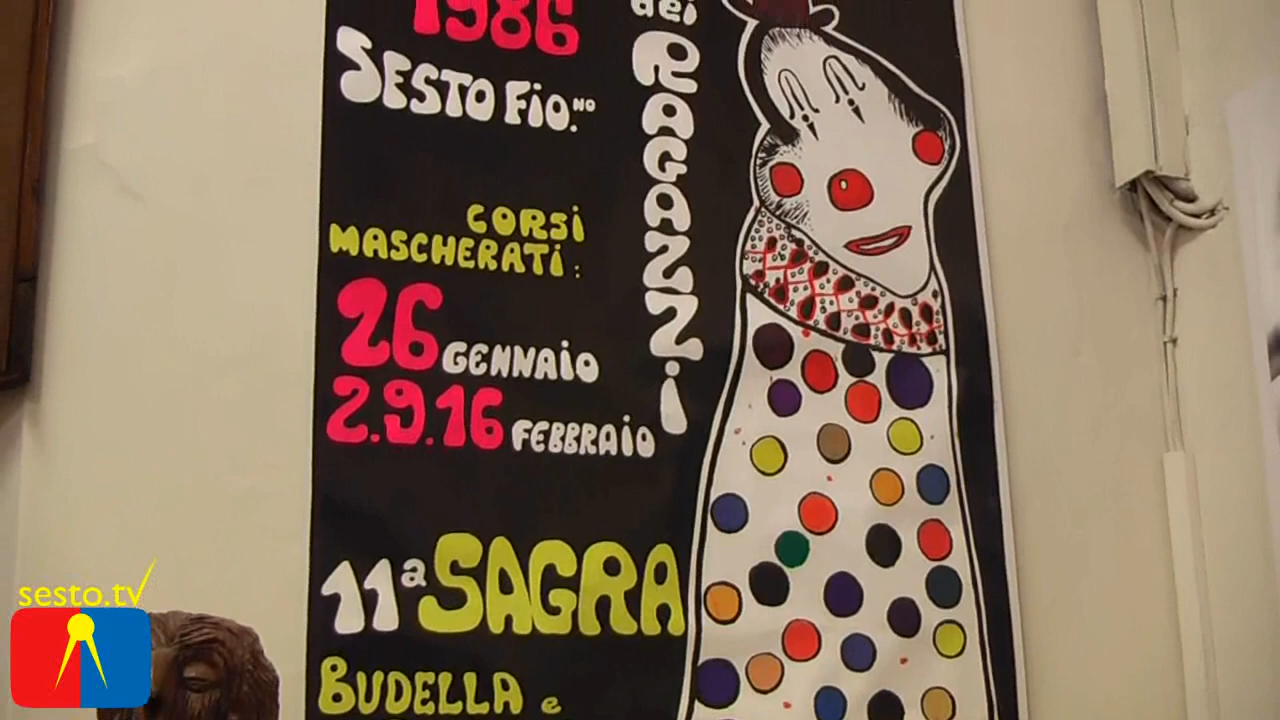 1986
dei
RAGAZZI
SESTO FIO.NO
CORSI
MASCHERATI:
26 GENNAIO
2.9.16 FEBBRAIO
11a SAGRA
BUDELLA e
sesto.tv